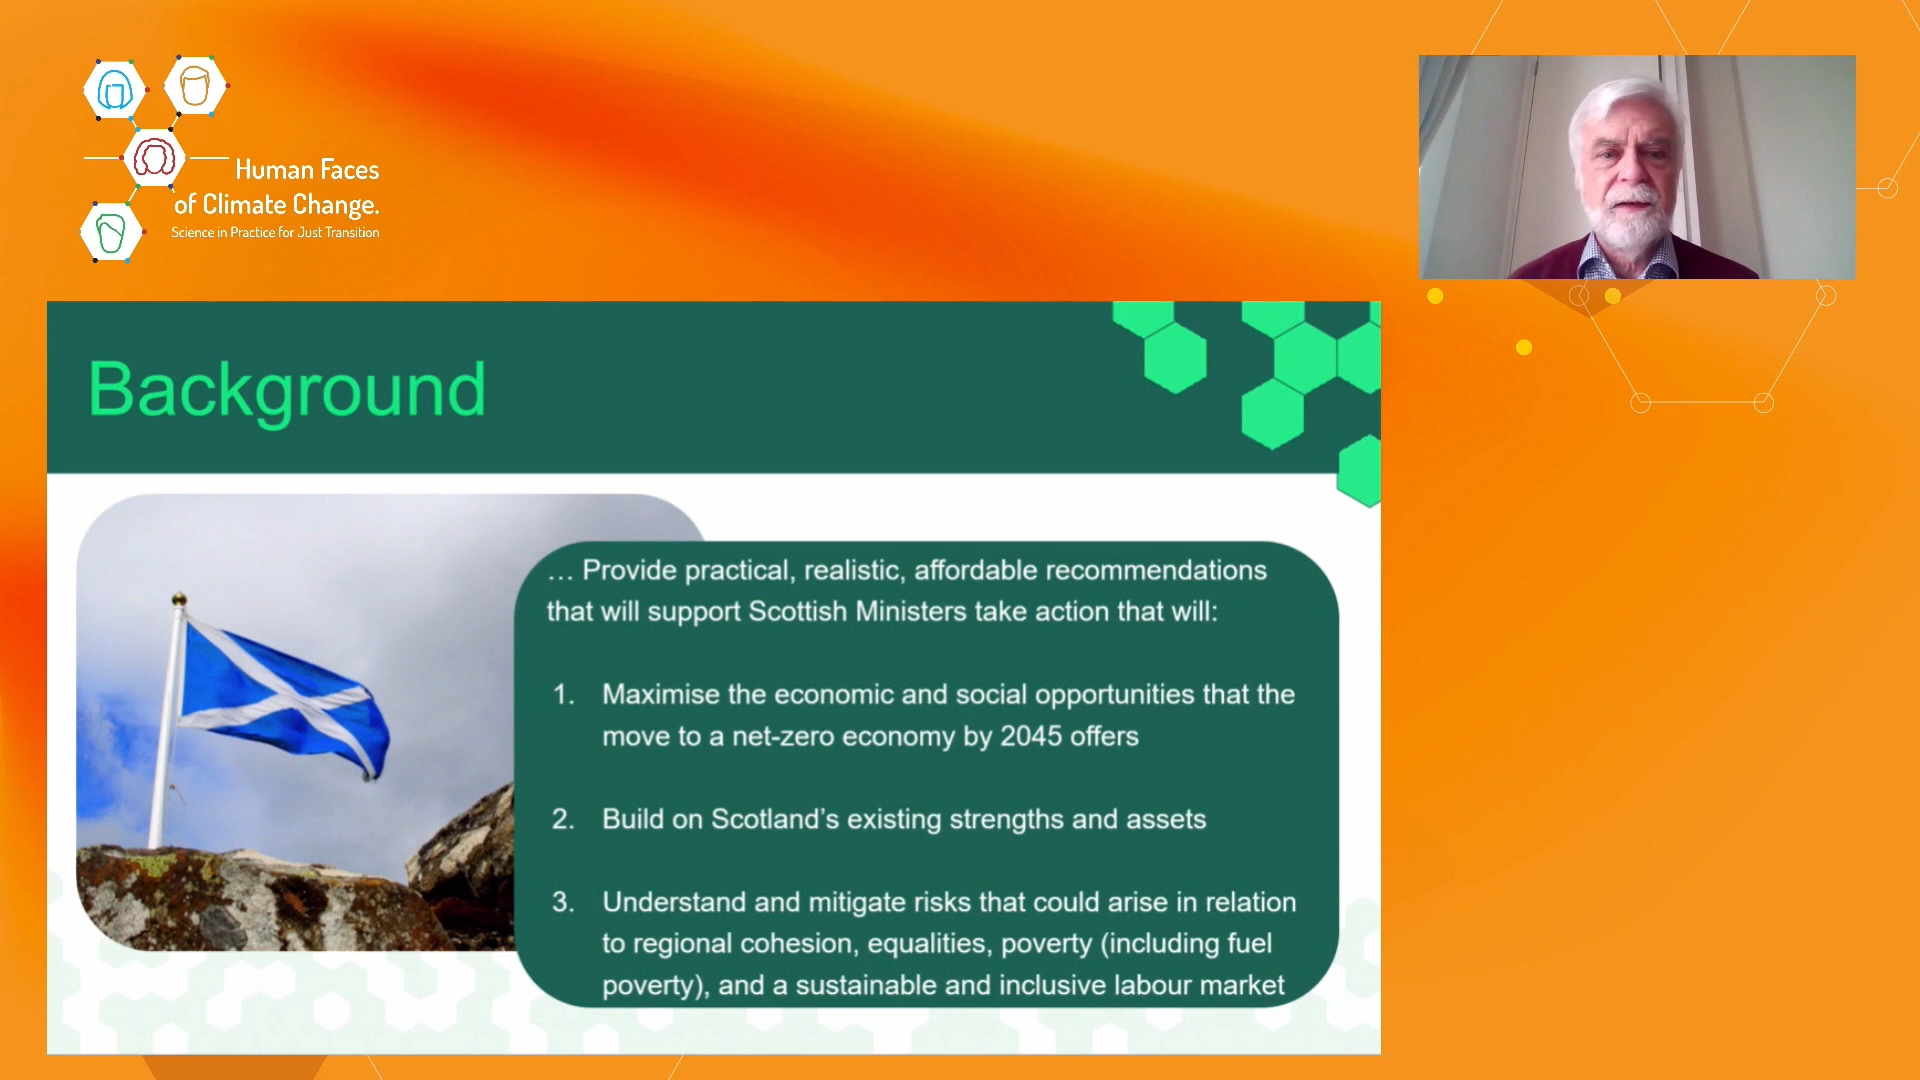 Human Faces
of Climate Change.
Science in Practice for Just Transition
Background
… Provide practical, realistic, affordable recommendations
that will support Scottish Ministers take action that will:
1. Maximise the economic and social opportunities that the
move to a net-zero economy by 2045 offers
2. Build on Scotland’s existing strengths and assets
3. Understand and mitigate risks that could arise in relation
to regional cohesion, equalities, poverty (including fuel
poverty), and a sustainable and inclusive labour market